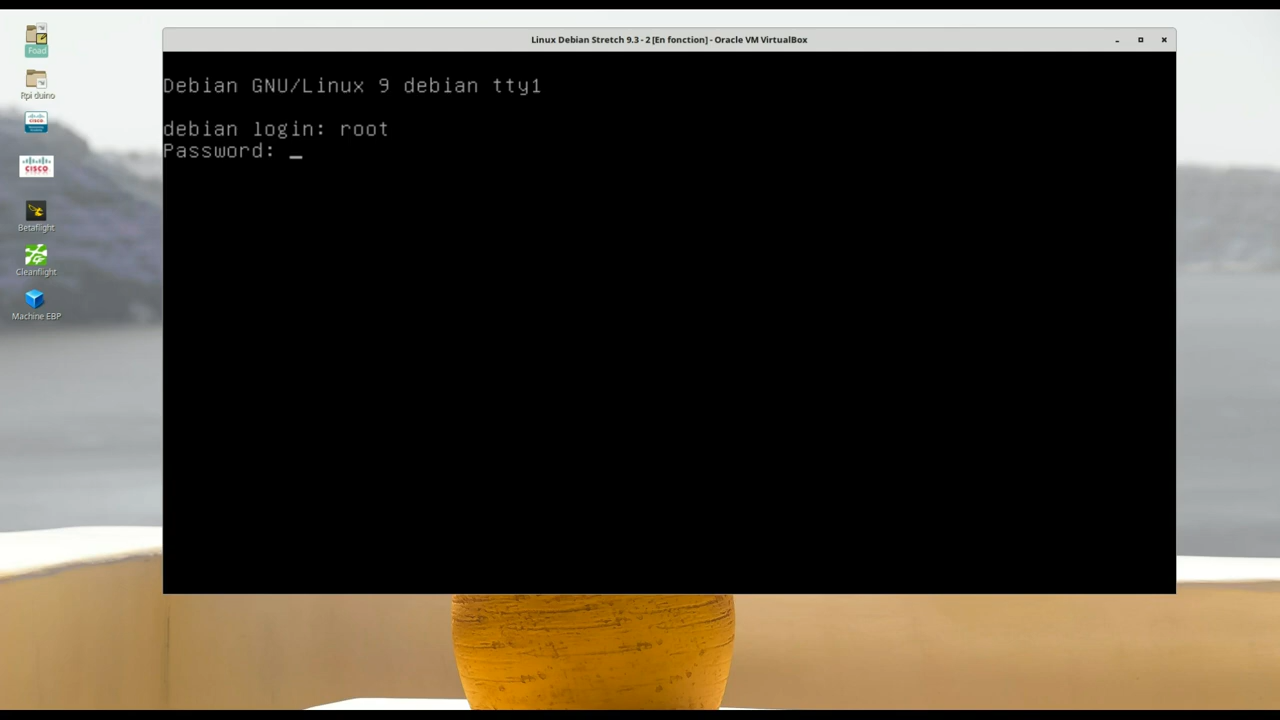 Linux Debian Stretch 9.3 - 2 [En fonction] - Oracle VM VirtualBox
Foad
Rpi duino
CISCO
Betaflight
Cleanflight
Machine EBP
Debian GNU/Linux 9 debian tty1
debian login: root
Password: _